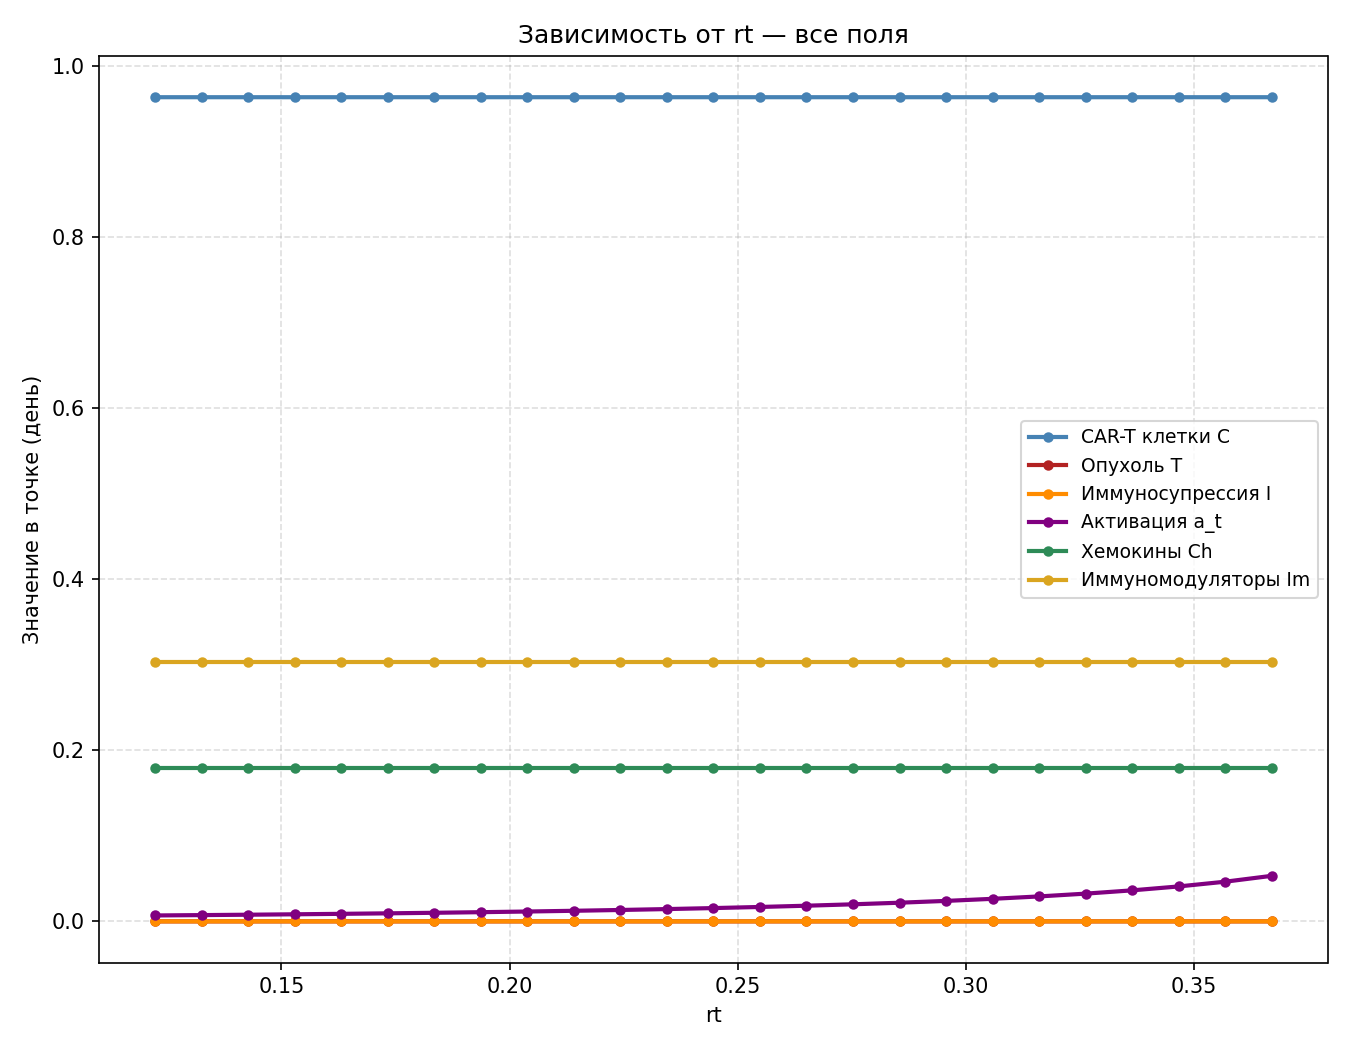 Зависимость от rt — все поля
1.0
0.8
0.6
0.4
0.2
0.0
Значение в точке (день)
CAR-T клетки C
Опухоль T
Иммуносупрессия I
Активация a_t
Хемокины Ch
Иммуномодуляторы Im
0.15
0.20
0.25
0.30
0.35
rt